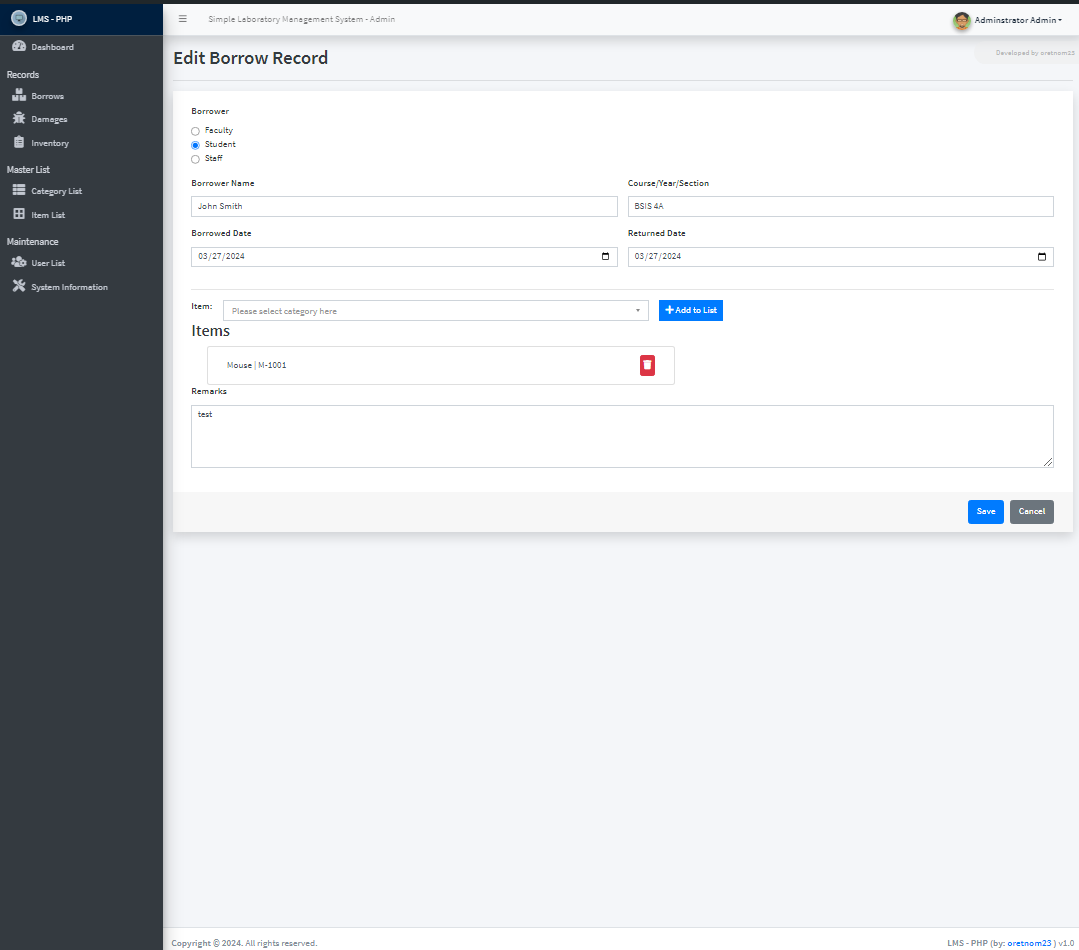 LMS - PHP
Simple Laboratory Management System - Admin
Adminstrator Admin
Dashboard
Records
Borrows
Damages
Inventory
Master List
Category List
Item List
Maintenance
User List
System Information
Edit Borrow Record
Developed by oretnom23
Borrower
Faculty
Student
Staff
Borrower Name
Course/Year/Section
John Smith
BSIS 4A
Borrowed Date
Returned Date
03/27/2024
03/27/2024
Item:
Please select category here
Add to List
Items
Mouse | M-1001
Remarks
test
Save
Cancel
Copyright © 2024. All rights reserved.
LMS - PHP (by: oretnom23 ) v1.0